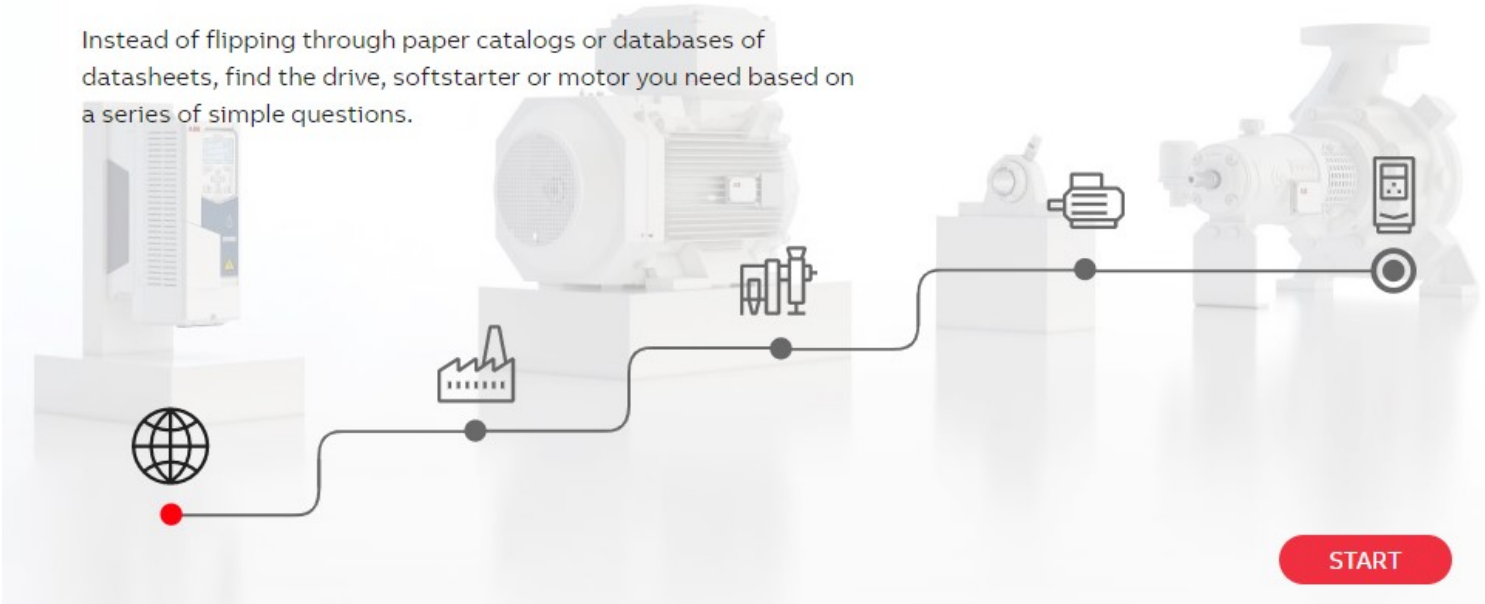 Instead of flipping through paper catalogs or databases of
datasheets, find the drive, softstarter or motor you need based on
a series of simple questions.
ABB
START